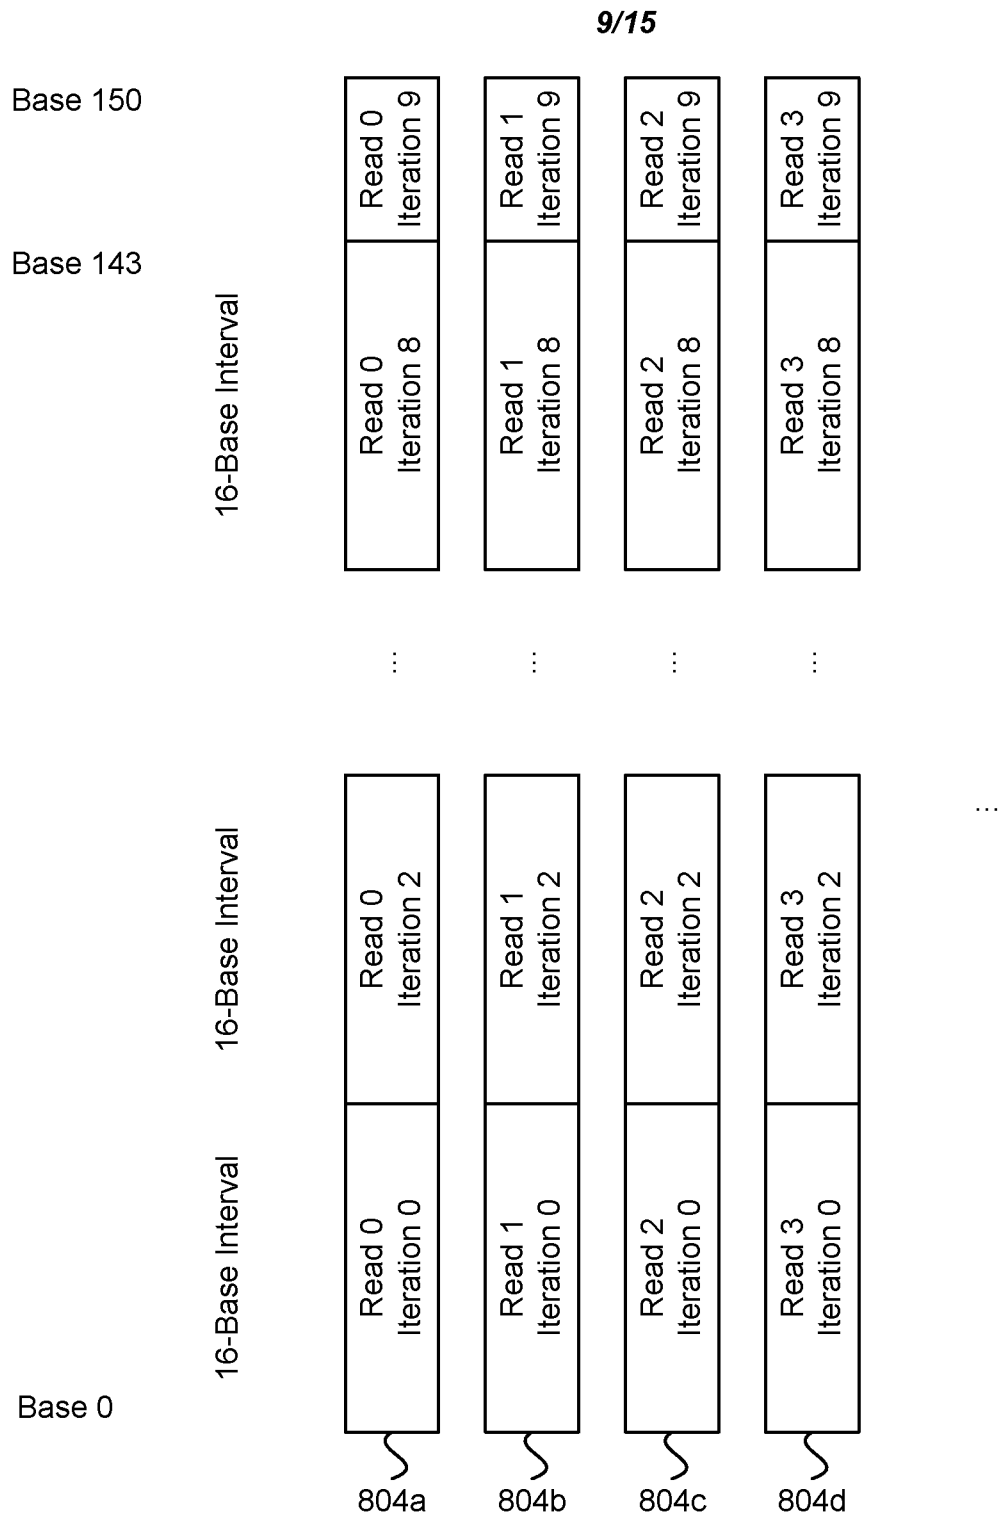 9/15
Base 150
Read 0
Iteration 9
Read 1
Iteration 9
Read 2
Iteration 9
Read 3
Iteration 9
Base 143
16-Base Interval
Read 0
Iteration 8
Read 1
Iteration 8
Read 2
Iteration 8
Read 3
Iteration 8
...
...
...
...
16-Base Interval
Read 0
Iteration 2
Read 1
Iteration 2
Read 2
Iteration 2
Read 3
Iteration 2
...
16-Base Interval
Read 0
Iteration 0
Read 1
Iteration 0
Read 2
Iteration 0
Read 3
Iteration 0
Base 0
804a
804b
804c
804d